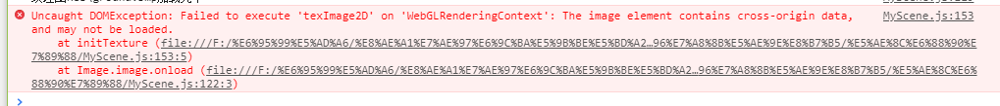 Uncaught DOMException: Failed to execute 'texImage2D' on 'WebGLRenderingContext': The image element contains cross-origin data, MyScene.js:153
and may not be loaded.
at initTexture (file:///F:/%E6%95%99%E5%AD%A6/%E8%AE%A1%E7%AE%97%E6%9C%BA%E5%9B%BE%E5%BD%A2…96%E7%A8%8B%E5%AE%9E%E8%B7%B5/%E5%AE%8C%E6%88%90%E
7%89%88/MyScene.js:153:5)
at Image.image.onload (file:///F:/%E6%95%99%E5%AD%A6/%E8%AE%A1%E7%AE%97%E6%9C%BA%E5%9B%BE%E5%BD%A2…96%E7%A8%8B%E5%AE%9E%E8%B7%B5/%E5%AE%8C%E6%
88%90%E7%89%88/MyScene.js:122:3)